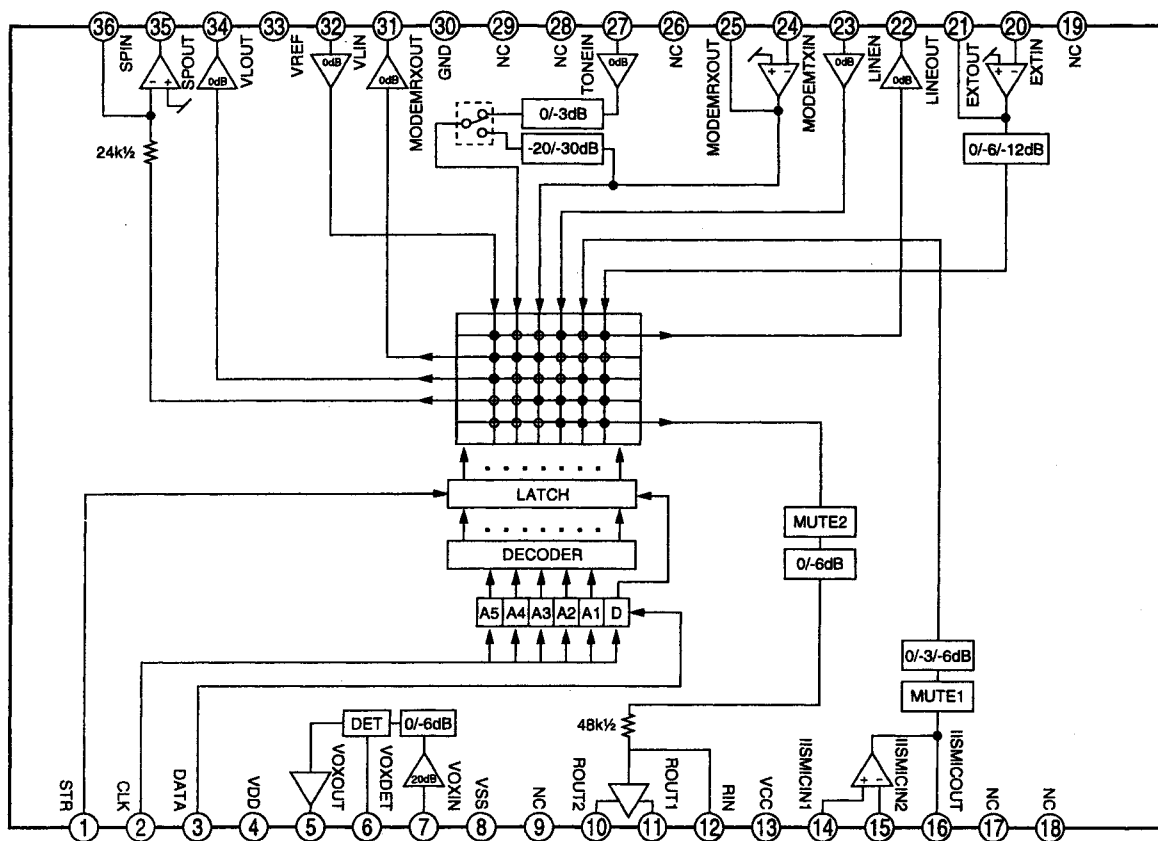 36 35 34 33 32 31 30 29 28 27 26 25 24 23 22 21 20 19
SPIN
SPOUT
VLOUT
VREF
VLIN
MODEMRXOUT
GND
NC
NC
TONEIN
NC
MODEMRXOUT
MODEMTXIN
LINEN
LINEOUT
EXTOUT
EXTIN
NC
- +
0dB
0dB
0dB
0dB
+ -
0dB
0dB
+ -
0/-3dB
-20/-30dB
24k½
0/-6/-12dB
LATCH
DECODER
MUTE2
0/-6dB
A5 A4 A3 A2 A1 D
0/-3/-6dB
MUTE1
48k½
DET
0/-6dB
20dB
+ -
STR
CLK
DATA
VDD
VOXOUT
VOXDET
VOXIN
VSS
NC
ROUT2
ROUT1
RIN
VCC
IISMICIN1
IISMICIN2
IISMICOUT
NC
NC
1 2 3 4 5 6 7 8 9 10 11 12 13 14 15 16 17 18